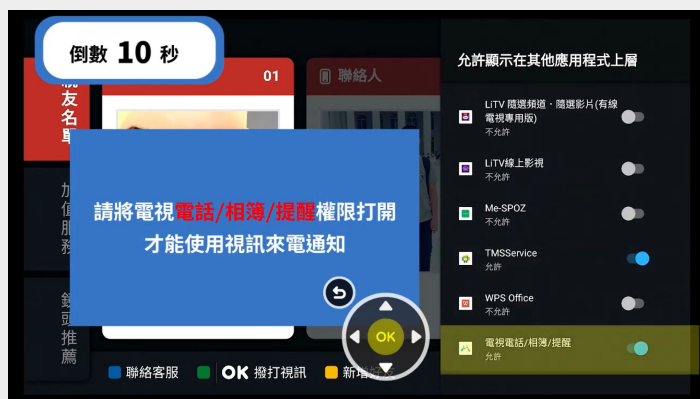 倒數 10 秒
親友名單
01
聯絡人
請將電視電話/相簿/提醒權限打開
才能使用視訊來電通知
加值服務
鏡頭推薦
聯絡客服
OK 撥打視訊
新增好友
OK
允許顯示在其他應用程式上層
LiTV 隨選頻道・隨選影片(有線
電視專用版)
不允許
LiTV線上影視
不允許
Me-SPOZ
不允許
TMSService
允許
WPS Office
不允許
電視電話/相簿/提醒
允許